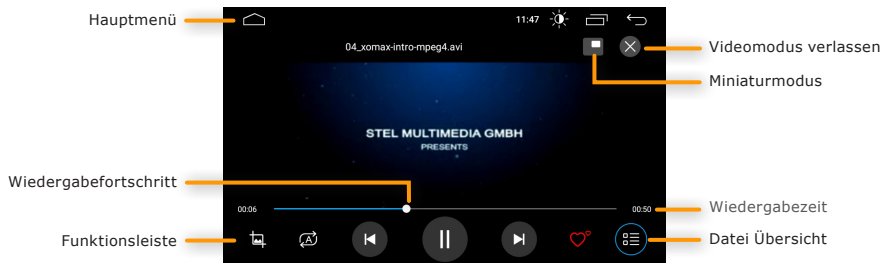 Hauptmenü
11:47
04_xomax-intro-mpeg4.avi
Videomodus verlassen
Miniaturmodus
STEL MULTIMEDIA GMBH
PRESENTS
Wiedergabefortschritt
00:06
00:50
Wiedergabezeit
Funktionsleiste
A
Datei Übersicht